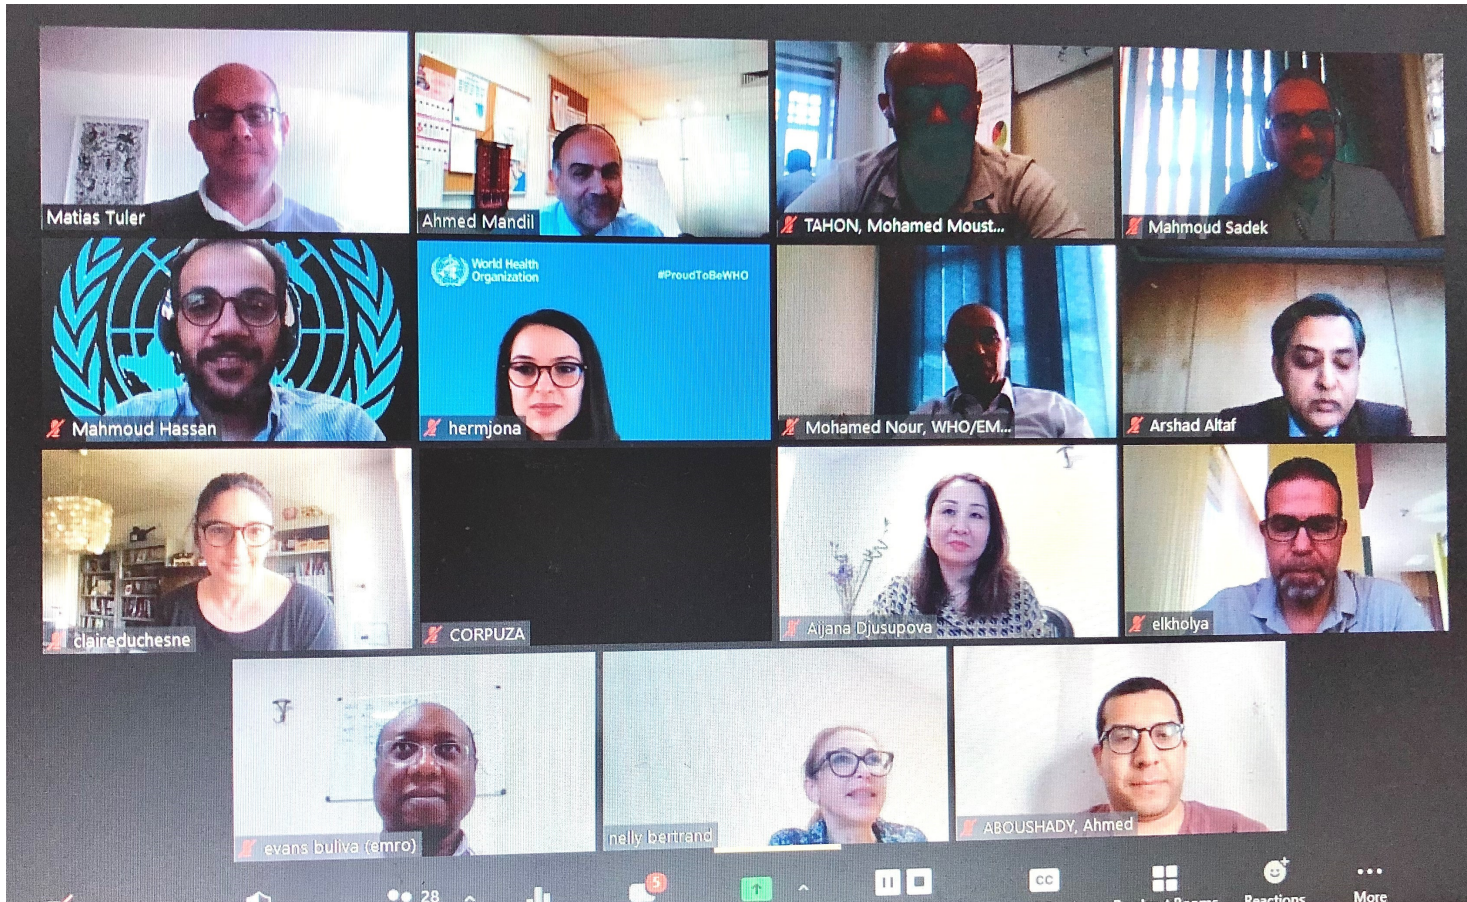 Matias Tuler
Ahmed Mandil
TAHON, Mohamed Moust...
Mahmoud Sadek
Mahmoud Hassan
World Health
Organization
#ProudToBeWHO
hermjona
Mohamed Nour, WHO/EM...
Arshad Altaf
claireduchesne
CORPUZA
Aijana Djusupova
elkholya
evans buliva (emro)
nelly bertrand
ABOUSHADY, Ahmed
28
5
CC
Reactions
More